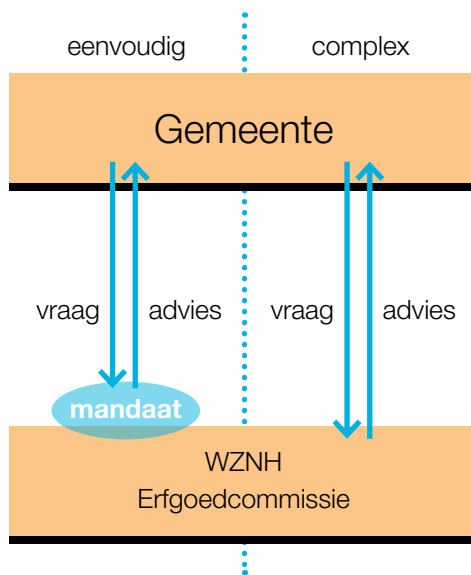 eenvoudig complex
Gemeente
vraag advies vraag advies
mandaat
WZNH
Erfgoedcommissie